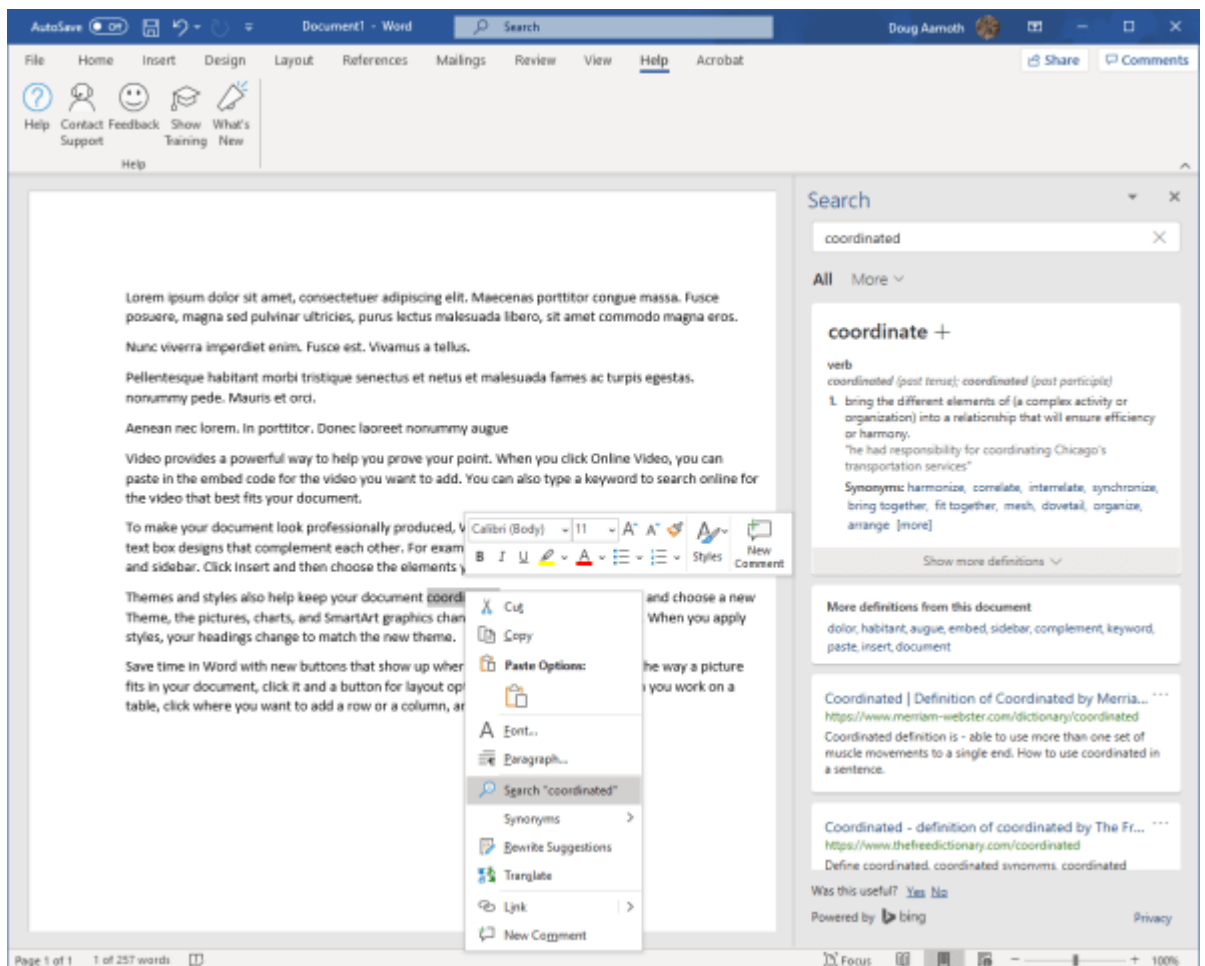 AutoSave Off Document1 - Word Search Doug Aamoth
File Home Insert Design Layout References Mailings Review View Help Acrobat Share Comments
Help Contact Support Feedback Show Training What's New
Help
Lorem ipsum dolor sit amet, consectetuer adipiscing elit. Maecenas porttitor congue massa. Fusce
posuere, magna sed pulvinar ultricies, purus lectus malesuada libero, sit amet commodo magna eros.
Nunc viverra imperdiet enim. Fusce est. Vivamus a tellus.
Pellentesque habitant morbi tristique senectus et netus et malesuada fames ac turpis egestas.
nonummy pede. Mauris et orci.
Aenean nec lorem. In porttitor. Donec laoreet nonummy augue
Video provides a powerful way to help you prove your point. When you click Online Video, you can
paste in the embed code for the video you want to add. You can also type a keyword to search online for
the video that best fits your document.
To make your document look professionally produced,
text box designs that complement each other. For exam
and sidebar. Click Insert and then choose the elements
Themes and styles also help keep your document coordi and choose a new
Theme, the pictures, charts, and SmartArt graphics chan When you apply
styles, your headings change to match the new theme.
Save time in Word with new buttons that show up wher he way a picture
fits in your document, click it and a button for layout op you work on a
table, click where you want to add a row or a column, a
Calibri (Body) 11 A A
B I U A Styles New Comment
Cut
Copy
Paste Options:
Font...
Paragraph...
Search "coordinated"
Synonyms
Rewrite Suggestions
Translate
Link
New Comment
Search
coordinated
All More
coordinate +
verb
coordinated (past tense); coordinated (past participle)
1. bring the different elements of (a complex activity or
organization) into a relationship that will ensure efficiency
or harmony.
"he had responsibility for coordinating Chicago's
transportation services"
Synonyms: harmonize, correlate, interrelate, synchronize,
bring together, fit together, mesh, dovetail, organize,
arrange [more]
Show more definitions
More definitions from this document
dolor, habitant, augue, embed, sidebar, complement, keyword,
paste, insert, document
Coordinated | Definition of Coordinated by Merria... ...
https://www.merriam-webster.com/dictionary/coordinated
Coordinated definition is - able to use more than one set of
muscle movements to a single end. How to use coordinated in
a sentence.
Coordinated - definition of coordinated by The Fr... ...
https://www.thefreedictionary.com/coordinated
Define coordinated. coordinated synonyms, coordinated
Was this useful? Yes No
Powered by bing Privacy
Page 1 of 1 1 of 257 words Focus 100%